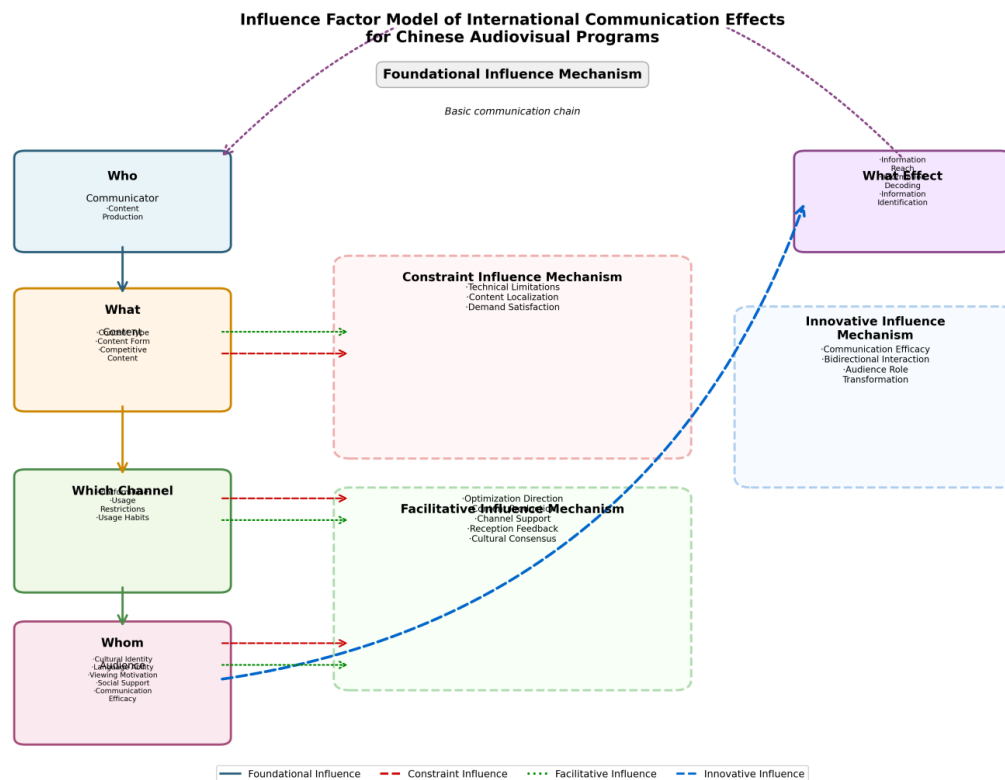 Influence Factor Model of International Communication Effects
for Chinese Audiovisual Programs
Foundational Influence Mechanism
Basic communication chain
Who
Communicator
·Content
Production
What
Content
·Content Form
·Competitive
Content
Which Channel
·Usage
Restrictions
·Usage Habits
Whom
Audience
·Cultural Identity
·Language Ability
·Viewing Motivation
·Social Support
·Communication
Efficacy
Constraint Influence Mechanism
·Technical Limitations
·Content Localization
·Demand Satisfaction
Facilitative Influence Mechanism
·Optimization Direction
·Channel Support
·Reception Feedback
·Cultural Consensus
What Effect
·Information
Reach
Decoding
·Information
Identification
Innovative Influence
Mechanism
·Communication Efficacy
·Bidirectional Interaction
·Audience Role
Transformation
Foundational Influence
Constraint Influence
Facilitative Influence
Innovative Influence